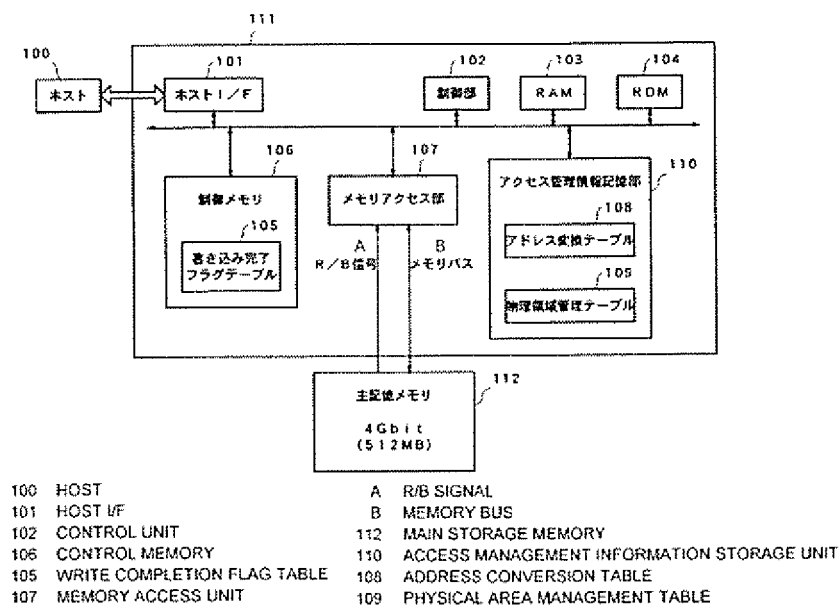 111
100
101
102
103
104
ホスト
ホストI/F
制御部
RAM
ROM
106
107
110
制御メモリ
メモリアクセス部
アクセス管理情報記憶部
105
108
書き込み完了
フラグテーブル
A
R/B信号
B
メモリバス
アドレス変換テーブル
109
物理領域管理テーブル
112
主記憶メモリ
4Gbit
(512MB)
100 HOST
101 HOST I/F
102 CONTROL UNIT
106 CONTROL MEMORY
105 WRITE COMPLETION FLAG TABLE
107 MEMORY ACCESS UNIT
A R/B SIGNAL
B MEMORY BUS
112 MAIN STORAGE MEMORY
110 ACCESS MANAGEMENT INFORMATION STORAGE UNIT
108 ADDRESS CONVERSION TABLE
109 PHYSICAL AREA MANAGEMENT TABLE